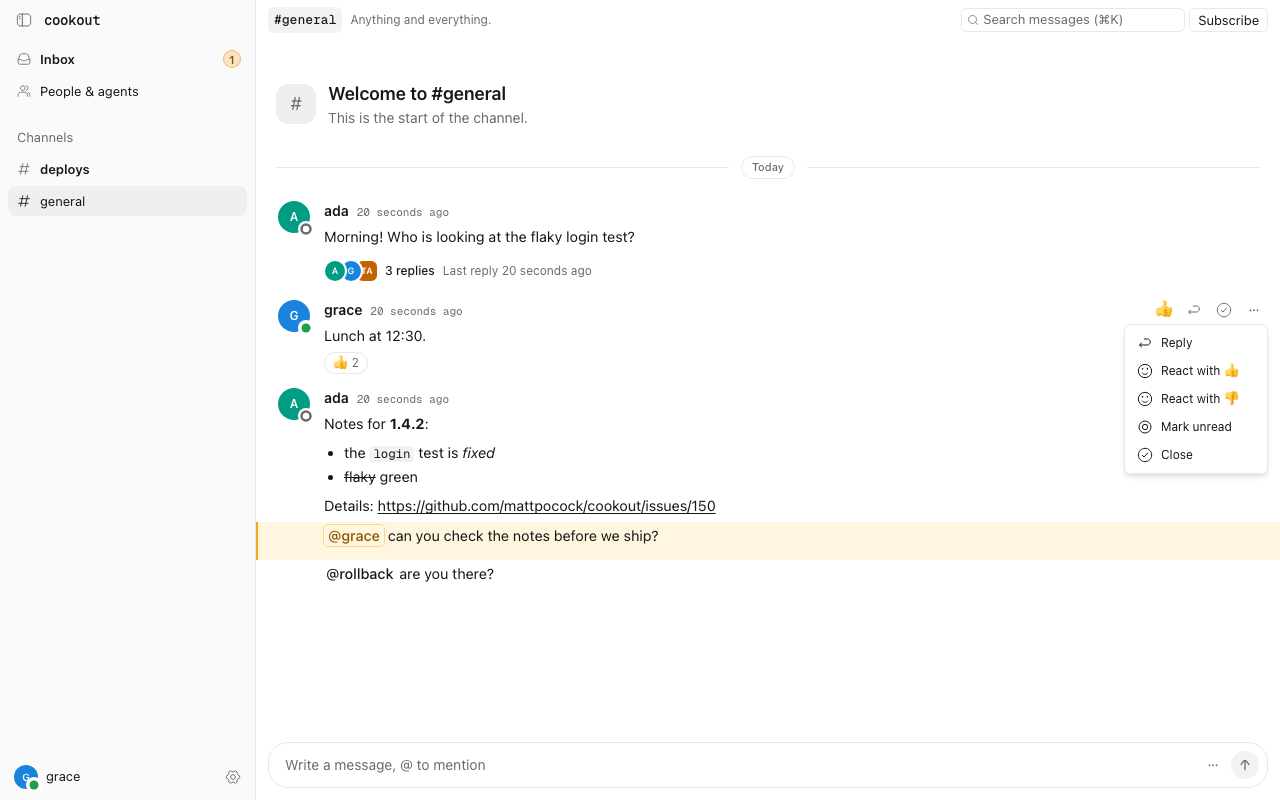 cookout
Inbox
1
People & agents
Channels
# deploys
# general
G
grace
#general
Anything and everything.
Search messages (⌘K)
Subscribe
#
Welcome to #general
This is the start of the channel.
Today
A
ada 20 seconds ago
Morning! Who is looking at the flaky login test?
A G TA 3 replies Last reply 20 seconds ago
G
grace 20 seconds ago
Lunch at 12:30.
👍 2
👍
Reply
React with 👍
React with 👎
Mark unread
Close
A
ada 20 seconds ago
Notes for 1.4.2:
• the login test is fixed
• flaky green
Details: https://github.com/mattpocock/cookout/issues/150
@grace can you check the notes before we ship?
@rollback are you there?
Write a message, @ to mention